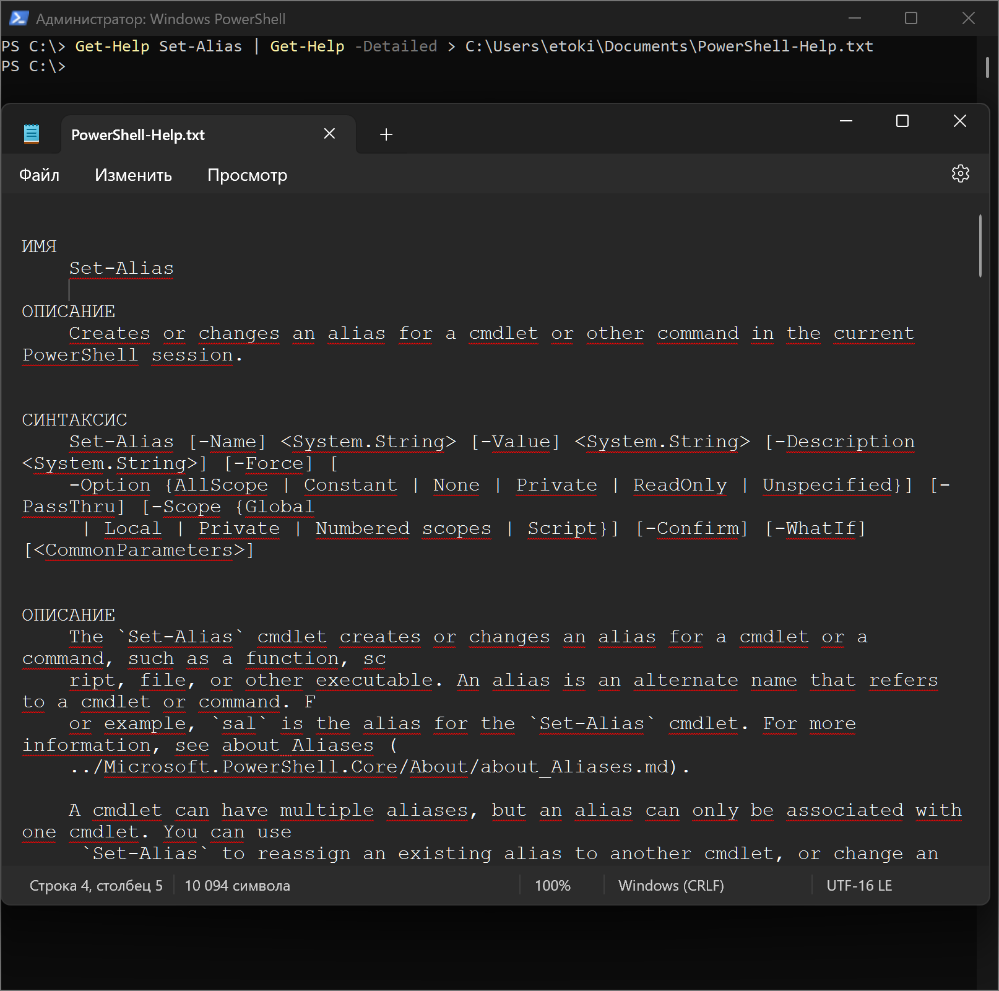 Администратор: Windows PowerShell
PS C:\> Get-Help Set-Alias | Get-Help -Detailed > C:\Users\etoki\Documents\PowerShell-Help.txt
PS C:\>
PowerShell-Help.txt
Файл Изменить Просмотр
ИМЯ
Set-Alias
ОПИСАНИЕ
Creates or changes an alias for a cmdlet or other command in the current
PowerShell session.
СИНТАКСИС
Set-Alias [-Name] <System.String> [-Value] <System.String> [-Description
<System.String>] [-Force] [
-Option {AllScope | Constant | None | Private | ReadOnly | Unspecified}] [-
PassThru] [-Scope {Global
| Local | Private | Numbered scopes | Script}] [-Confirm] [-WhatIf]
[<CommonParameters>]
ОПИСАНИЕ
The `Set-Alias` cmdlet creates or changes an alias for a cmdlet or a
command, such as a function, sc
ript, file, or other executable. An alias is an alternate name that refers
to a cmdlet or command. F
or example, `sal` is the alias for the `Set-Alias` cmdlet. For more
information, see about_Aliases (
../Microsoft.PowerShell.Core/About/about_Aliases.md).
A cmdlet can have multiple aliases, but an alias can only be associated with
one cmdlet. You can use
`Set-Alias` to reassign an existing alias to another cmdlet, or change an
Строка 4, столбец 5 10 094 символа 100% Windows (CRLF) UTF-16 LE